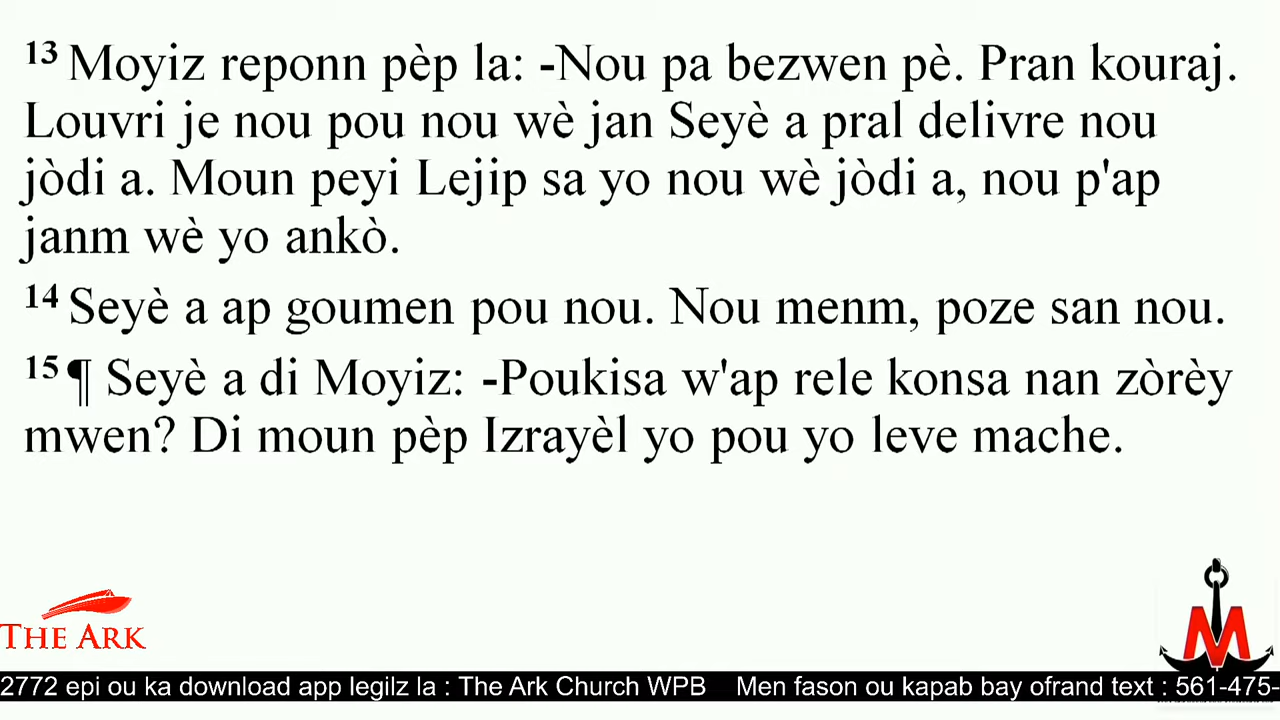 13 Moyiz reponn pèp la: -Nou pa bezwen pè. Pran kouraj.
Louvri je nou pou nou wè jan Seyè a pral delivre nou
jòdi a. Moun peyi Lejip sa yo nou wè jòdi a, nou p'ap
janm wè yo ankò.
14 Seyè a ap goumen pou nou. Nou menm, poze san nou.
15 ¶ Seyè a di Moyiz: -Poukisa w'ap rele konsa nan zòrèy
mwen? Di moun pèp Izrayèl yo pou yo leve mache.
THE ARK
M
2772 epi ou ka download app legilz la : The Ark Church WPB Men fason ou kapab bay ofrand text : 561-475-